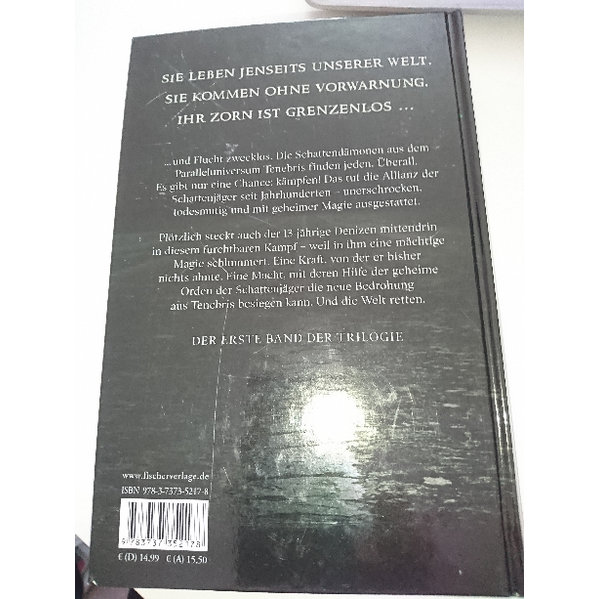 SIE LEBEN JENSEITS UNSERER WELT.
SIE KOMMEN OHNE VORWARNUNG.
IHR ZORN IST GRENZENLOS ...
...und Flucht zwecklos. Die Schattendämonen aus dem
Paralleluniversum Tenebris finden jeden. Überall.
Es gibt nur eine Chance: kämpfen! Das tut die Allianz der
Schattenjäger seit Jahrhunderten – unerschrocken,
todesmutig und mit geheimer Magie ausgestattet.
Plötzlich steckt auch der 13-jährige Denizen mittendrin
in diesem furchtbaren Kampf – weil in ihm eine mächtige
Magie schlummert. Eine Kraft, von der er bisher
nichts ahnte. Eine Macht, mit deren Hilfe der geheime
Orden der Schattenjäger die neue Bedrohung
aus Tenebris besiegen kann. Und die Welt retten.
DER ERSTE BAND DER TRILOGIE
www.fischerverlage.de
ISBN 978-3-7373-5217-8
9 783737 352178
€ (D) 14,99 € (A) 15,50